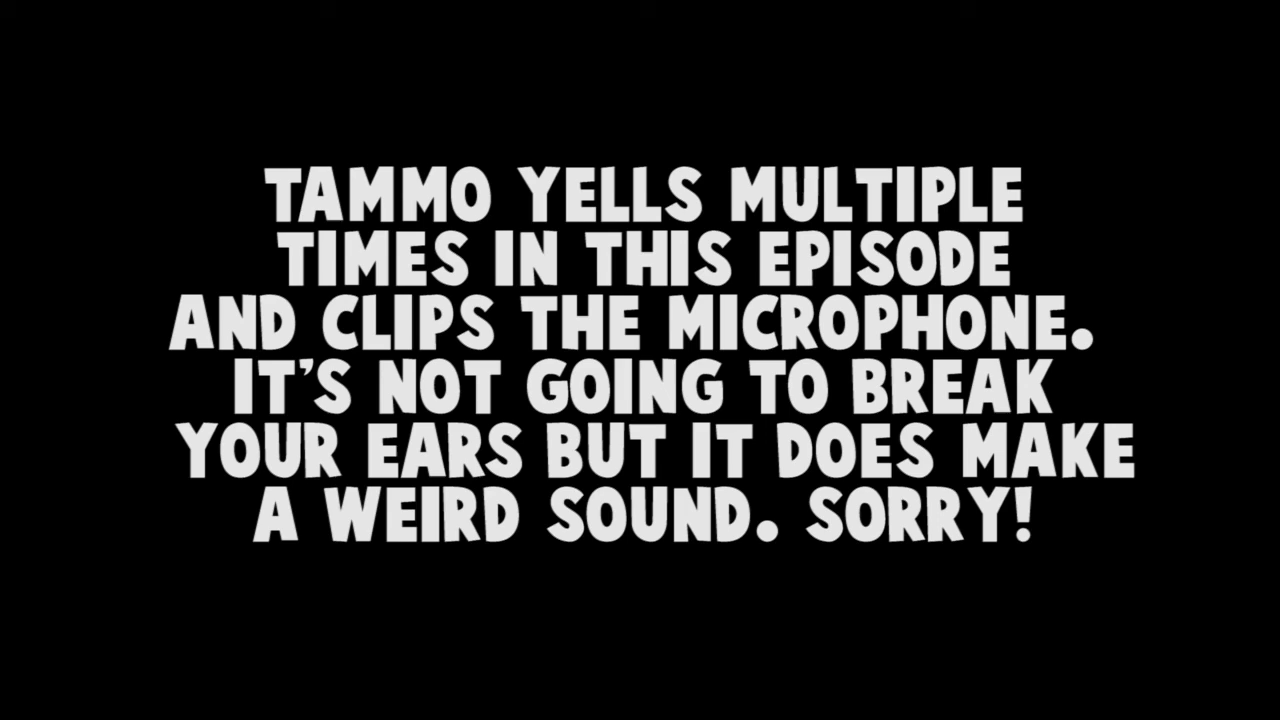 TAMMO YELLS MULTIPLE
TIMES IN THIS EPISODE
AND CLIPS THE MICROPHONE.
IT'S NOT GOING TO BREAK
YOUR EARS BUT IT DOES MAKE
A WEIRD SOUND. SORRY!